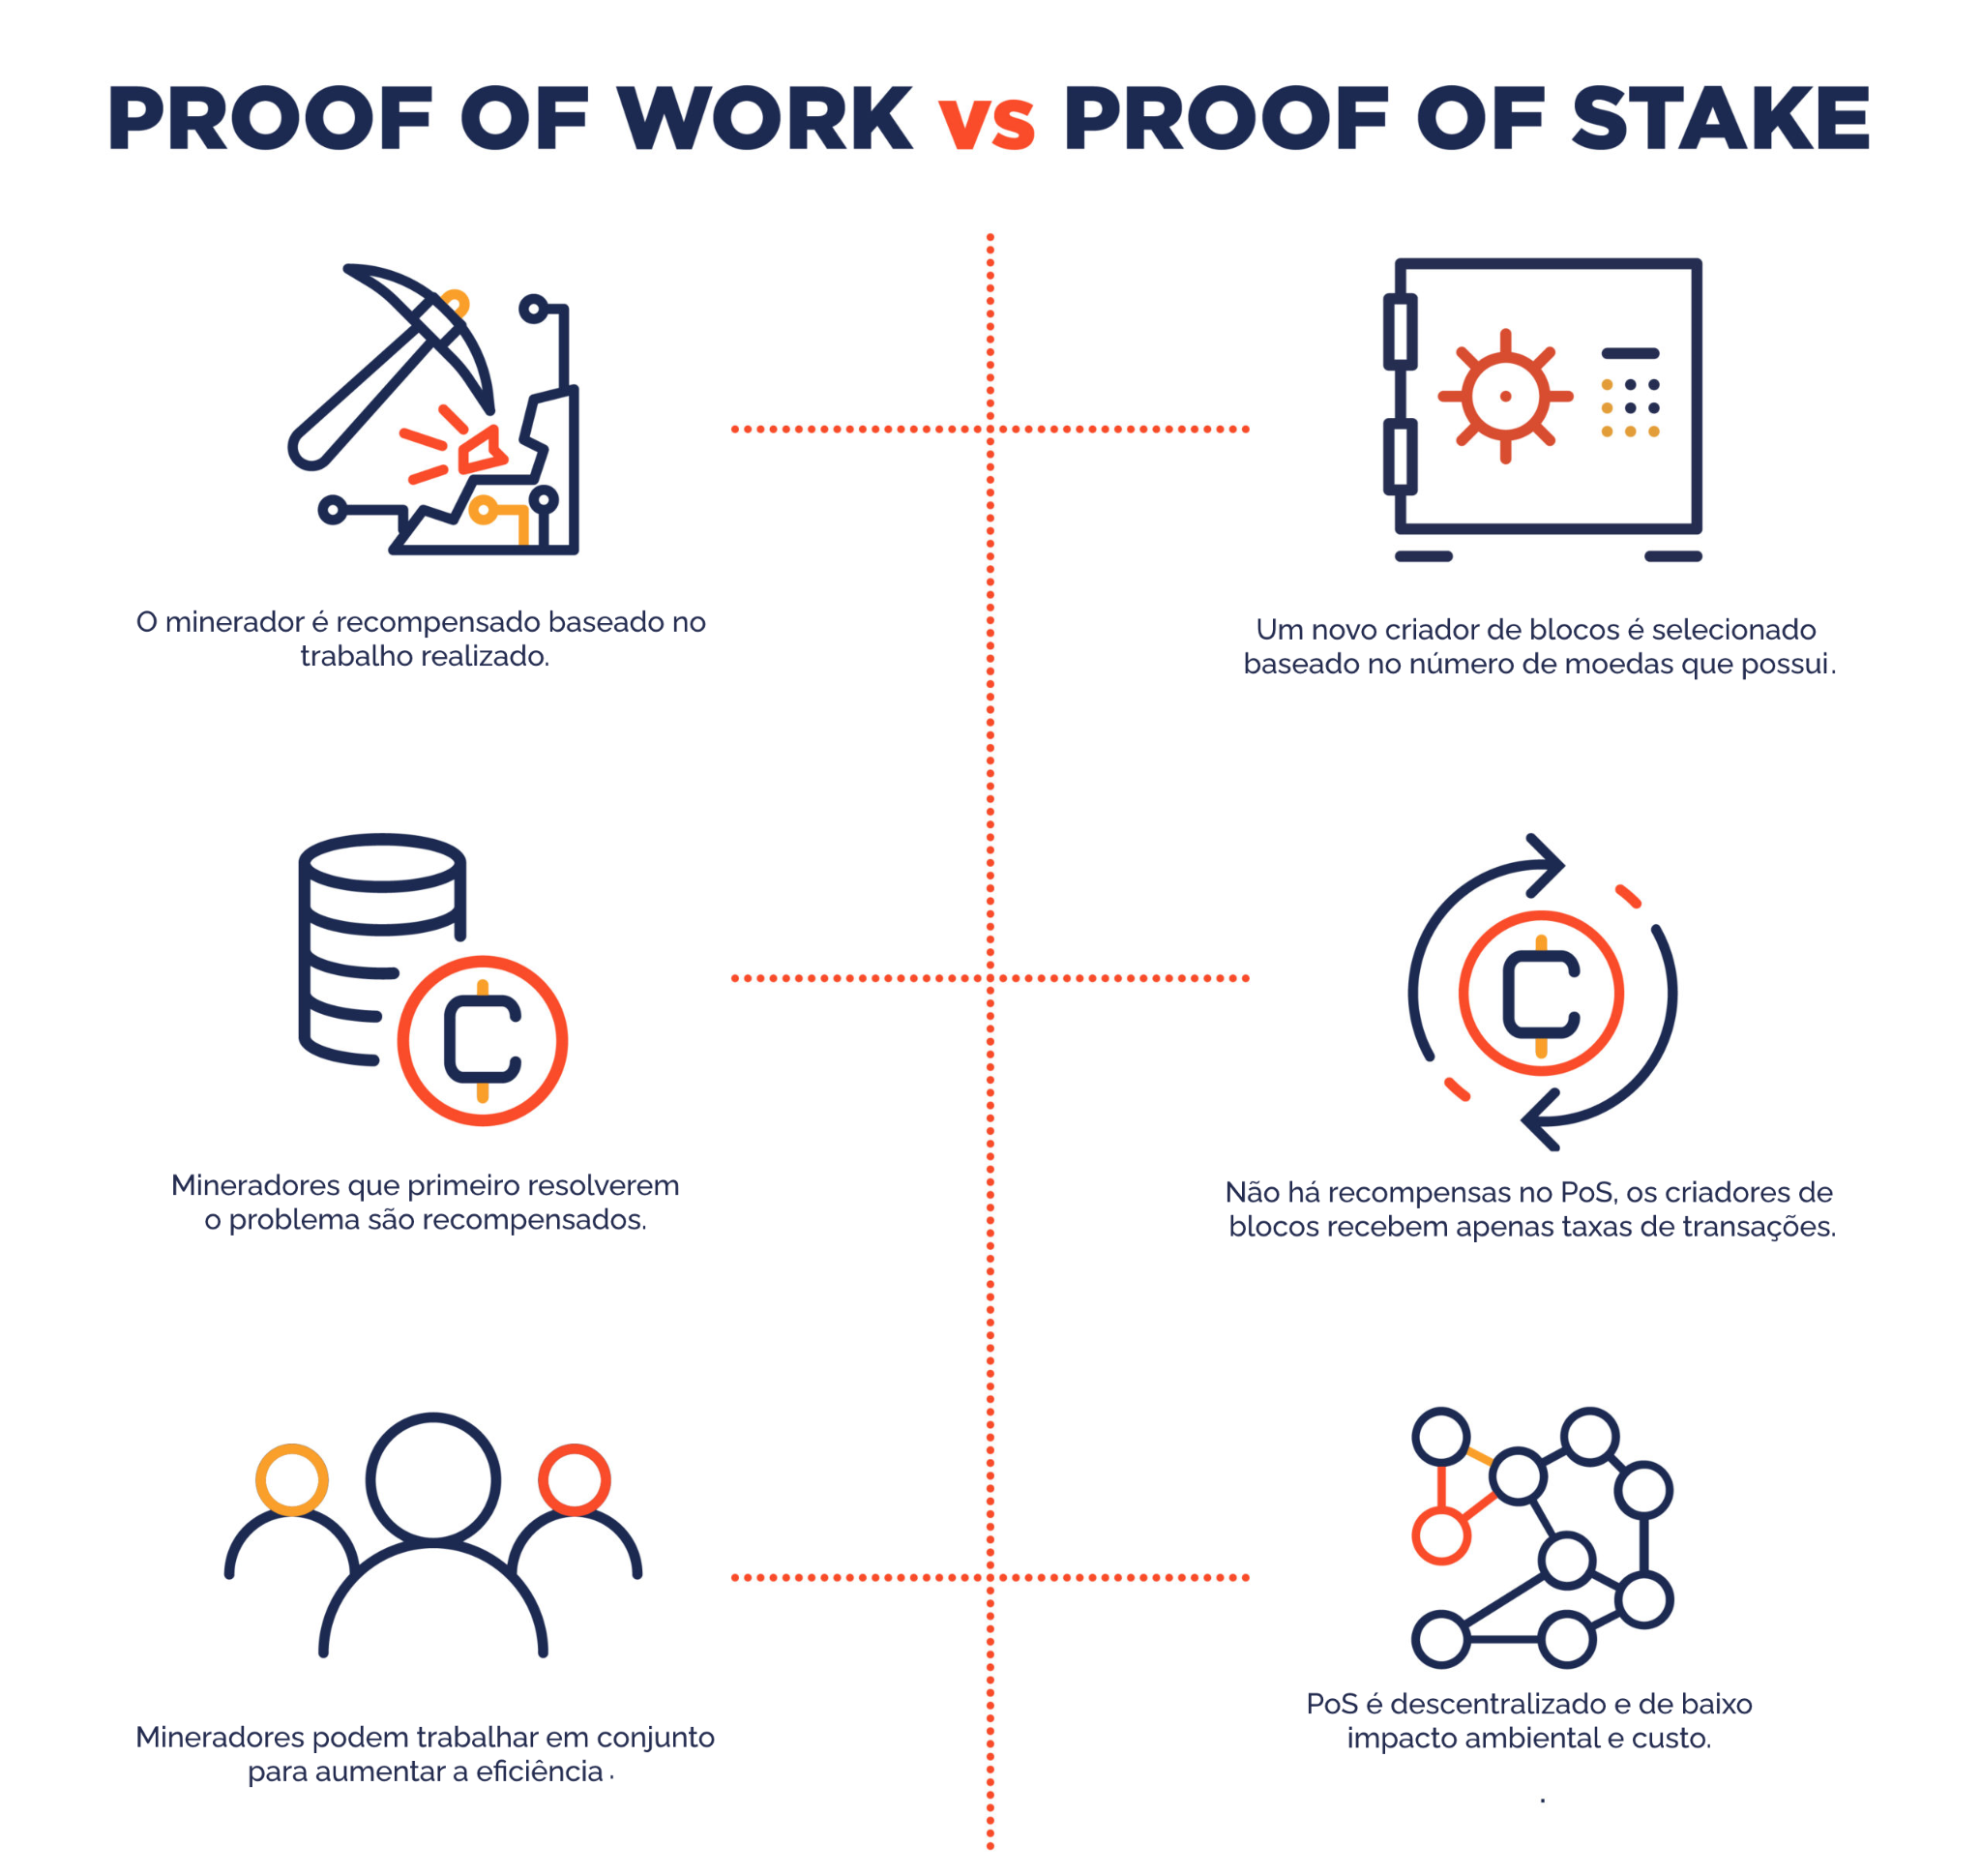 PROOF OF WORK vs PROOF OF STAKE
O minerador é recompensado baseado no
trabalho realizado.
Um novo criador de blocos é selecionado
baseado no número de moedas que possui.
Mineradores que primeiro resolverem
o problema são recompensados.
Não há recompensas no PoS, os criadores de
blocos recebem apenas taxas de transações.
Mineradores podem trabalhar em conjunto
para aumentar a eficiência .
PoS é descentralizado e de baixo
impacto ambiental e custo.
.